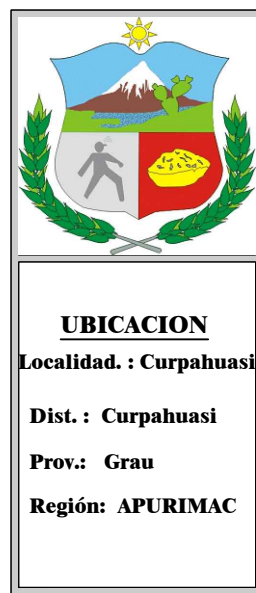 UBICACION
Localidad. : Curpahuasi
Dist. : Curpahuasi
Prov.: Grau
Región: APURIMAC